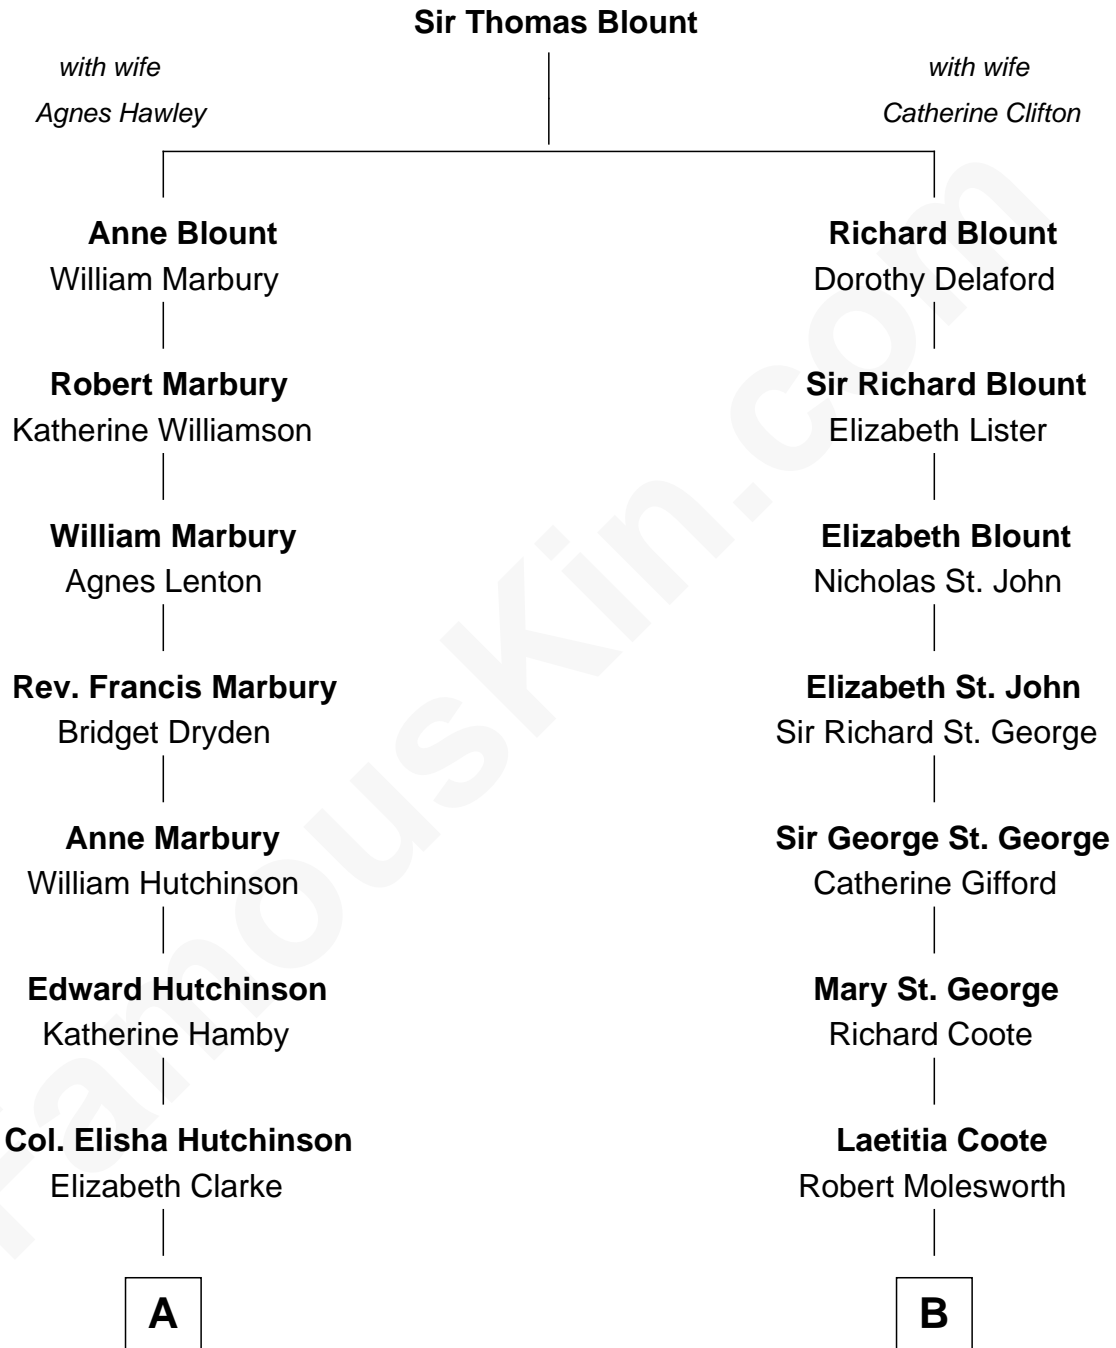 Sir Thomas Blount
with wife
Agnes Hawley
with wife
Catherine Clifton
Anne Blount
William Marbury
Richard Blount
Dorothy Delaford
Robert Marbury
Katherine Williamson
Sir Richard Blount
Elizabeth Lister
William Marbury
Agnes Lenton
Elizabeth Blount
Nicholas St. John
Rev. Francis Marbury
Bridget Dryden
Elizabeth St. John
Sir Richard St. George
Anne Marbury
William Hutchinson
Sir George St. George
Catherine Gifford
Edward Hutchinson
Katherine Hamby
Mary St. George
Richard Coote
Col. Elisha Hutchinson
Elizabeth Clarke
Laetitia Coote
Robert Molesworth
A
B
FamousKin.com